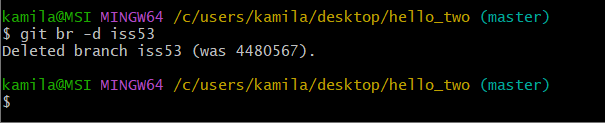 kamila@MSI MINGW64 /c/users/kamila/desktop/hello_two (master)
$ git br -d iss53
Deleted branch iss53 (was 4480567).
kamila@MSI MINGW64 /c/users/kamila/desktop/hello_two (master)
$